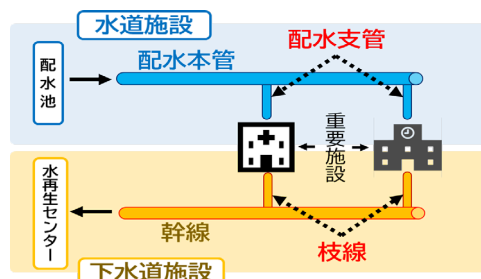 水道施設
配水支管
配水本管
配水池
重要施設
水再生センター
幹線
枝線
下水道施設